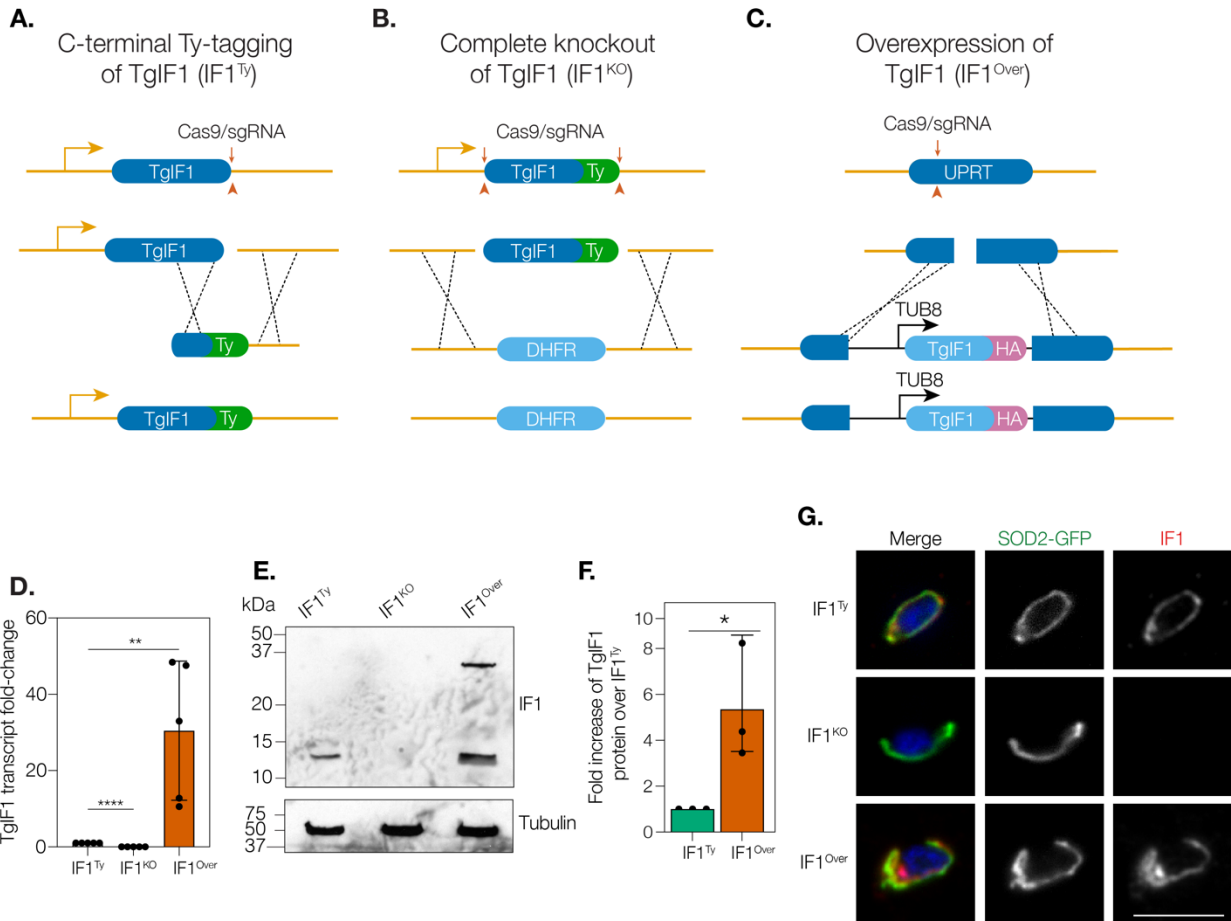 A.
C-terminal Ty-tagging
of TgIF1 (IF1Ty)
Cas9/sgRNA
TgIF1
TgIF1
Ty
TgIF1 Ty
B.
Complete knockout
of TgIF1 (IF1KO)
Cas9/sgRNA
TgIF1 Ty
TgIF1 Ty
DHFR
DHFR
C.
Overexpression of
TgIF1 (IF1Over)
Cas9/sgRNA
UPRT
TUB8
TgIF1 HA
TUB8
TgIF1 HA
D.
TgIF1 transcript fold-change
60
40
20
0
**
****
IF1Ty IF1KO IF1Over
E.
kDa
IF1Ty IF1KO IF1Over
50
37
20
15
10
IF1
75
50
37
Tubulin
F.
Fold increase of TgIF1
protein over IF1Ty
10
8
6
4
2
0
*
IF1Ty IF1Over
G.
Merge SOD2-GFP IF1
IF1Ty
IF1KO
IF1Over